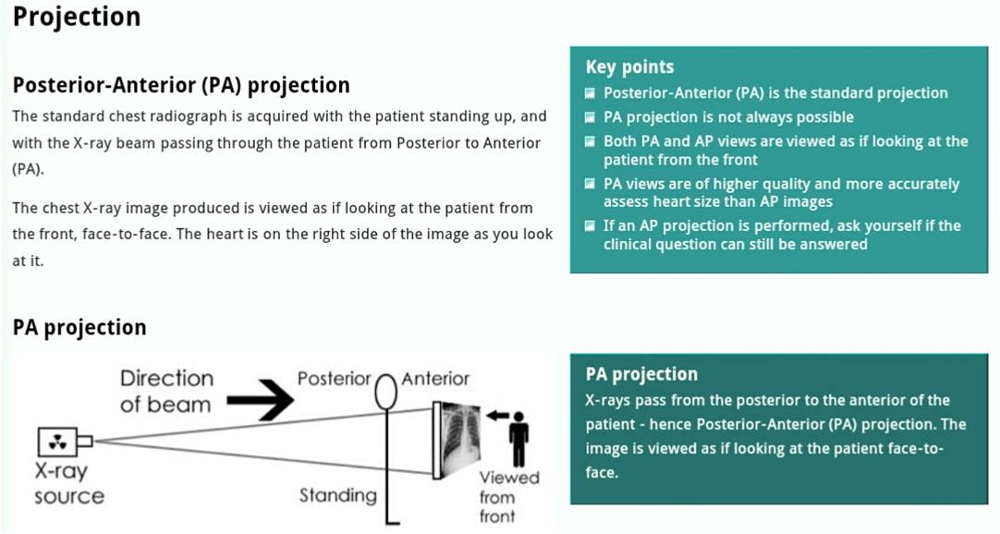 Projection
Posterior-Anterior (PA) projection
The standard chest radiograph is acquired with the patient standing up, and
with the X-ray beam passing through the patient from Posterior to Anterior
(PA).
The chest X-ray image produced is viewed as if looking at the patient from
the front, face-to-face. The heart is on the right side of the image as you look
at it.
Key points
Posterior-Anterior (PA) is the standard projection
PA projection is not always possible
Both PA and AP views are viewed as if looking at the
patient from the front
PA views are of higher quality and more accurately
assess heart size than AP images
If an AP projection is performed, ask yourself if the
clinical question can still be answered
PA projection
Direction
of beam
Posterior
Anterior
X-ray
source
Standing
Viewed
from
front
PA projection
X-rays pass from the posterior to the anterior of the
patient - hence Posterior-Anterior (PA) projection. The
image is viewed as if looking at the patient face-to-
face.